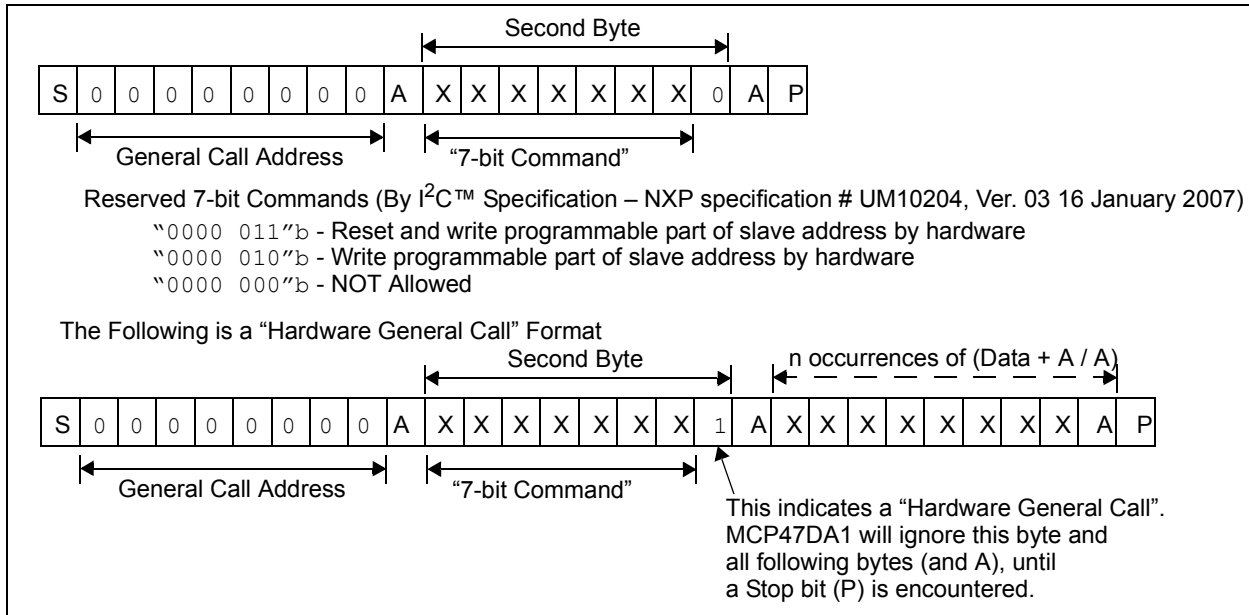 Second Byte
S 0 0 0 0 0 0 0 0 A X X X X X X X 0 A P
General Call Address "7-bit Command"
Reserved 7-bit Commands (By I²C™ Specification – NXP specification # UM10204, Ver. 03 16 January 2007)
“0000 011”b - Reset and write programmable part of slave address by hardware
“0000 010”b - Write programmable part of slave address by hardware
“0000 000”b - NOT Allowed
The Following is a “Hardware General Call” Format
Second Byte n occurrences of (Data + A / A)
S 0 0 0 0 0 0 0 0 A X X X X X X X 1 A X X X X X X X X A P
General Call Address “7-bit Command”
This indicates a “Hardware General Call”.
MCP47DA1 will ignore this byte and
all following bytes (and A), until
a Stop bit (P) is encountered.